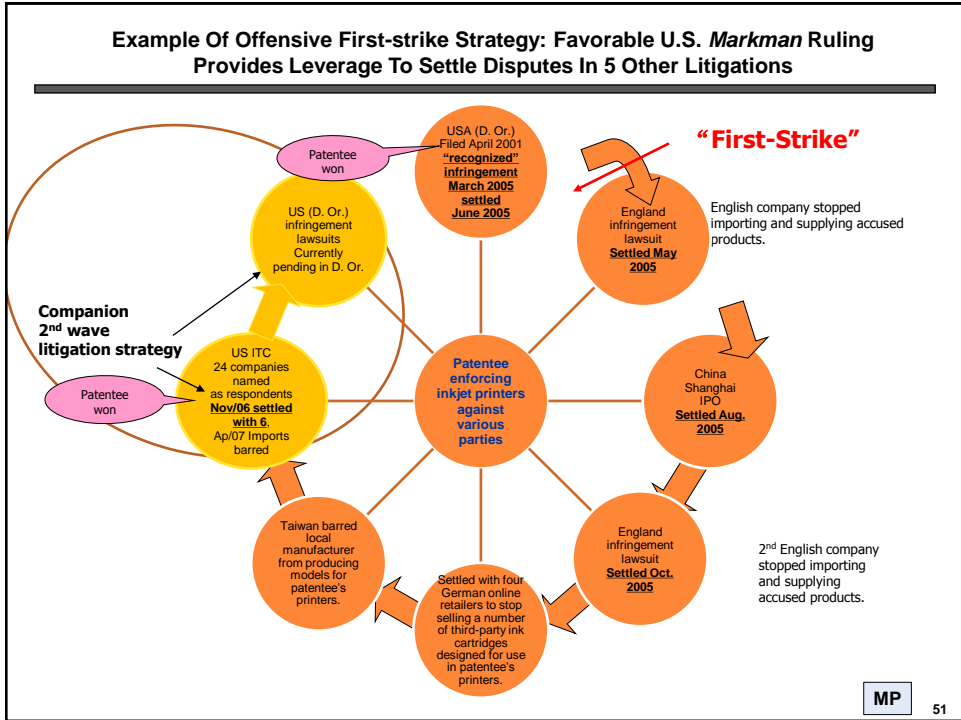 Example Of Offensive First-strike Strategy: Favorable U.S. Markman Ruling
Provides Leverage To Settle Disputes In 5 Other Litigations
USA (D. Or.)
Filed April 2001
“recognized”
infringement
March 2005
settled
June 2005
Patentee
won
“First-Strike”
England
infringement
lawsuit
Settled May
2005
English company stopped
importing and supplying accused
products.
US (D. Or.)
infringement
lawsuits
Currently
pending in D. Or.
Companion
2nd wave
litigation strategy
US ITC
24 companies
named
as respondents
Nov/06 settled
with 6,
Ap/07 Imports
barred
Patentee
won
Patentee
enforcing
inkjet printers
against
various
parties
China
Shanghai
IPO
Settled Aug.
2005
Taiwan barred
local
manufacturer
from producing
models for
patentee’s
printers.
Settled with four
German online
retailers to stop
selling a number
of third-party ink
cartridges
designed for use
in patentee’s
printers.
England
infringement
lawsuit
Settled Oct.
2005
2nd English company
stopped importing
and supplying
accused products.
MP
51